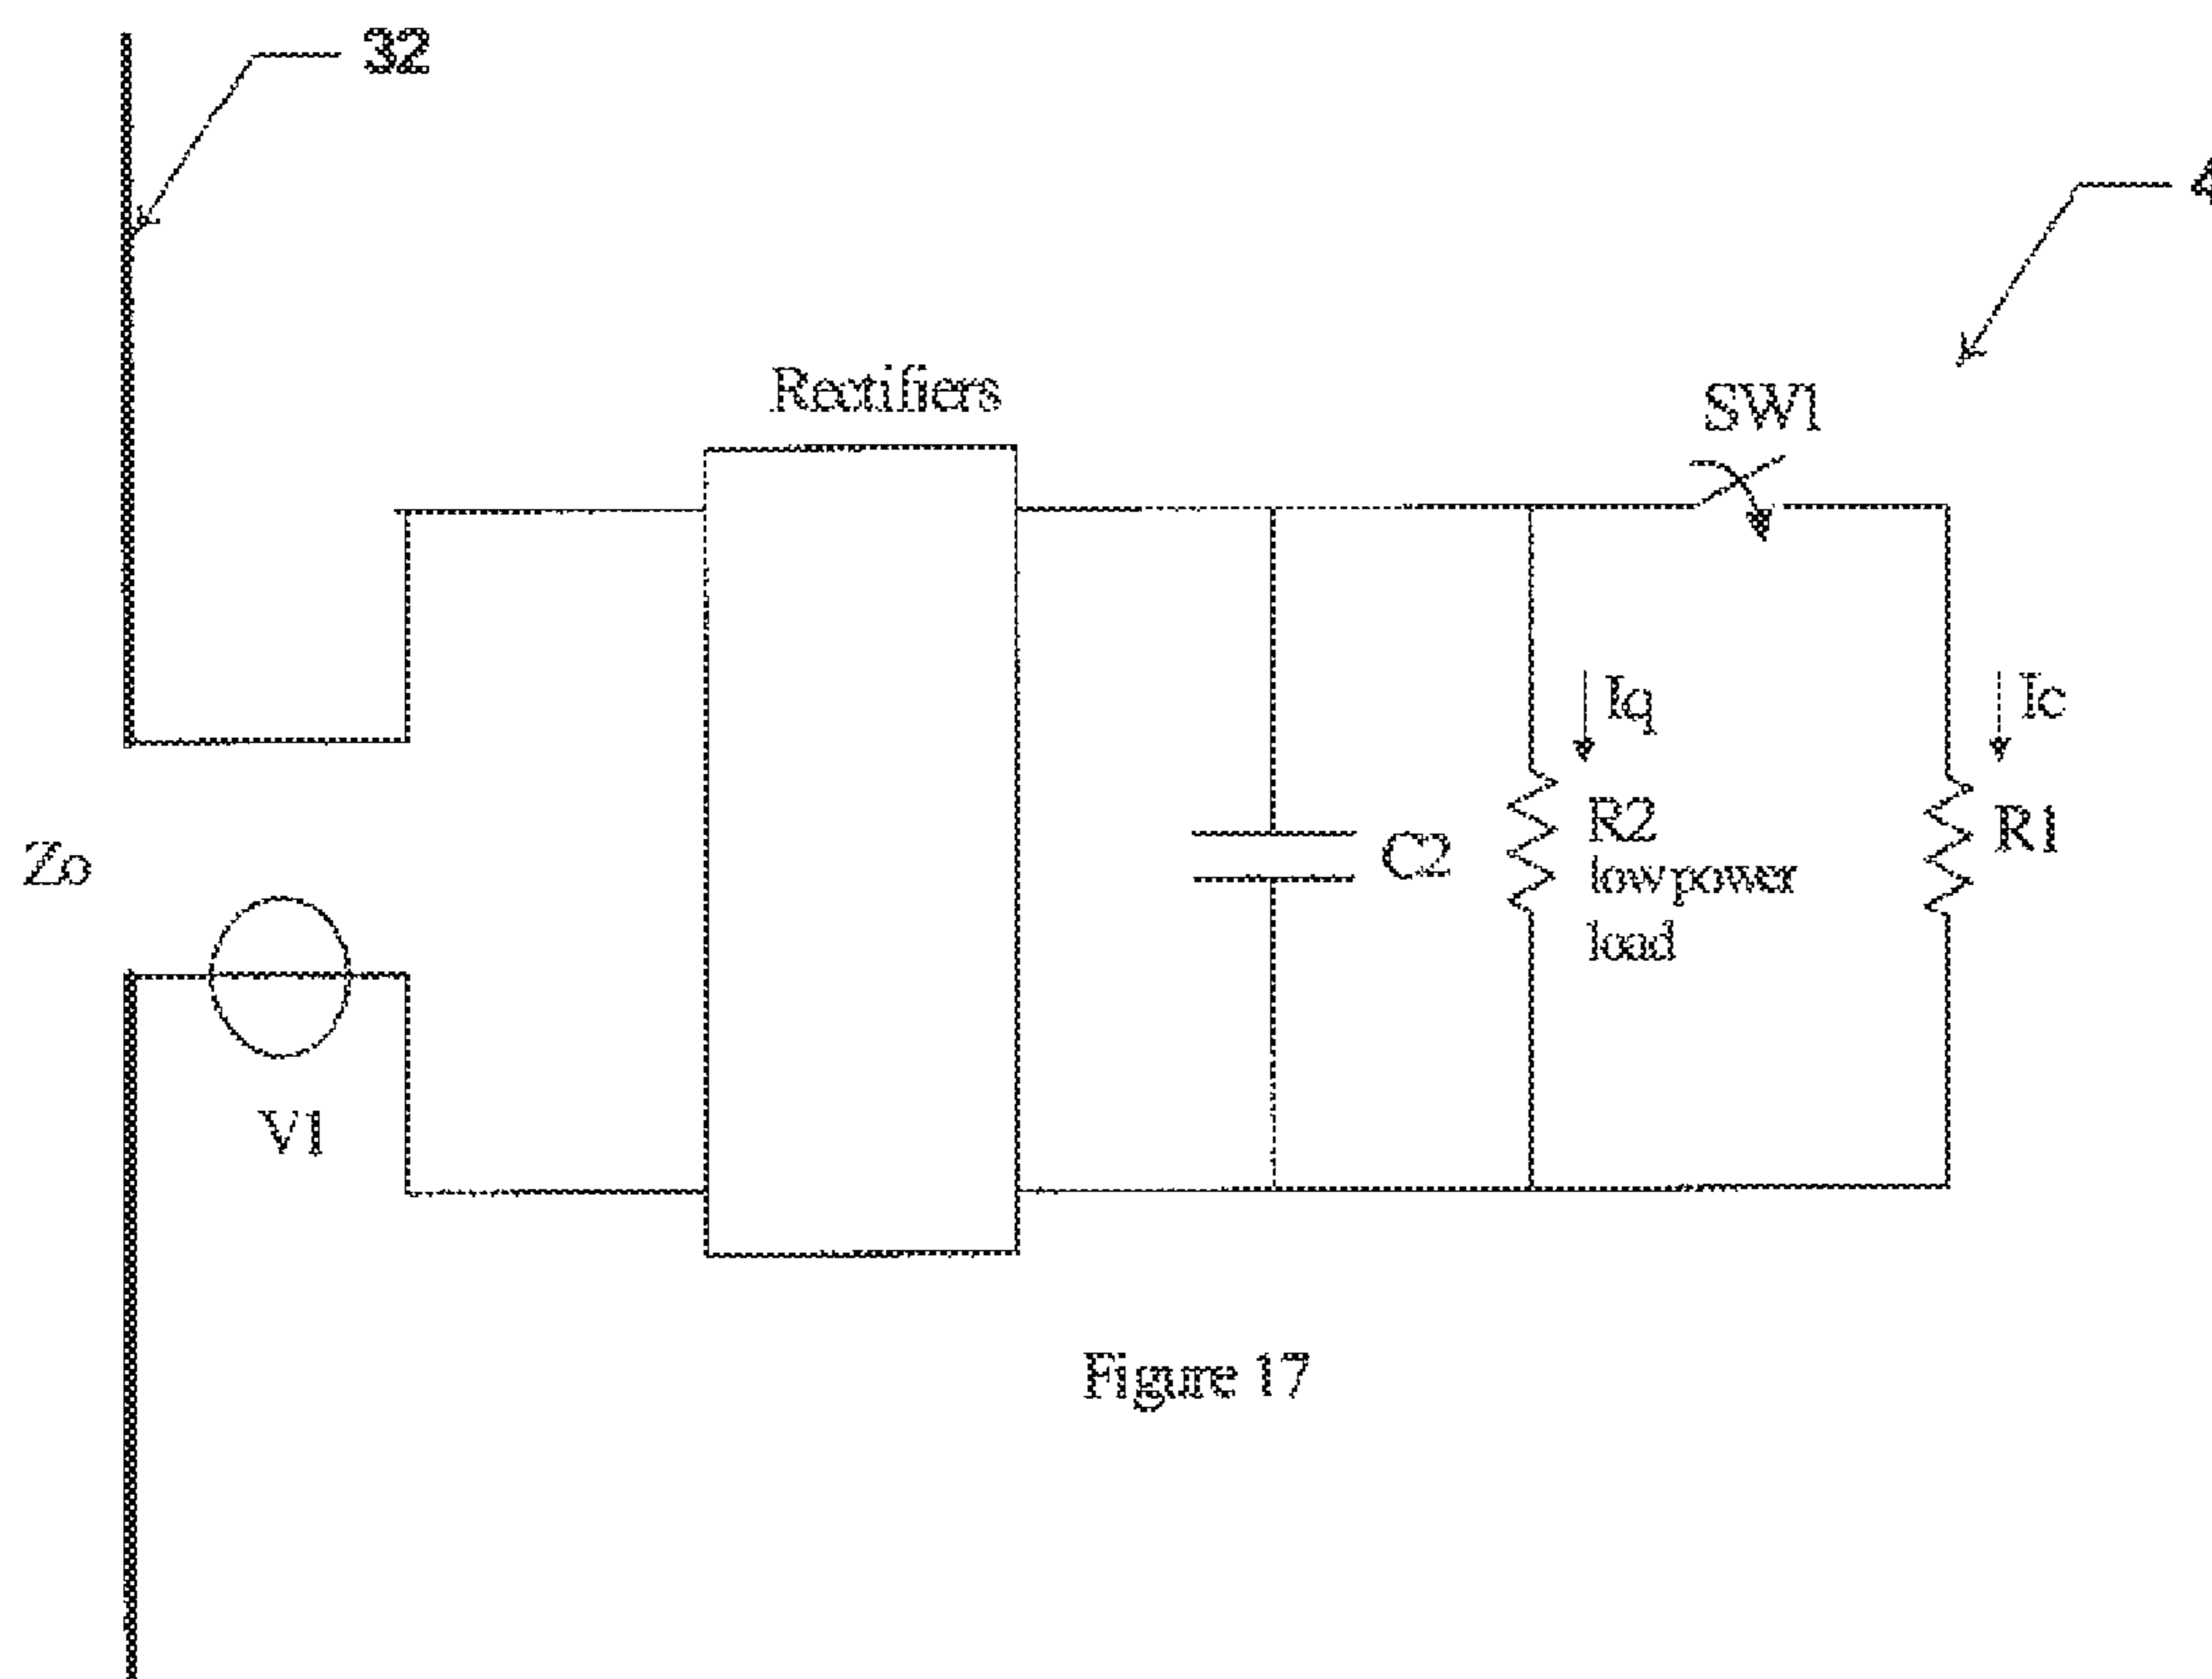 32
Rectifiers
SW1
Iq
Ic
Zo
C2
R2
low power
load
R1
V1
Figure 17